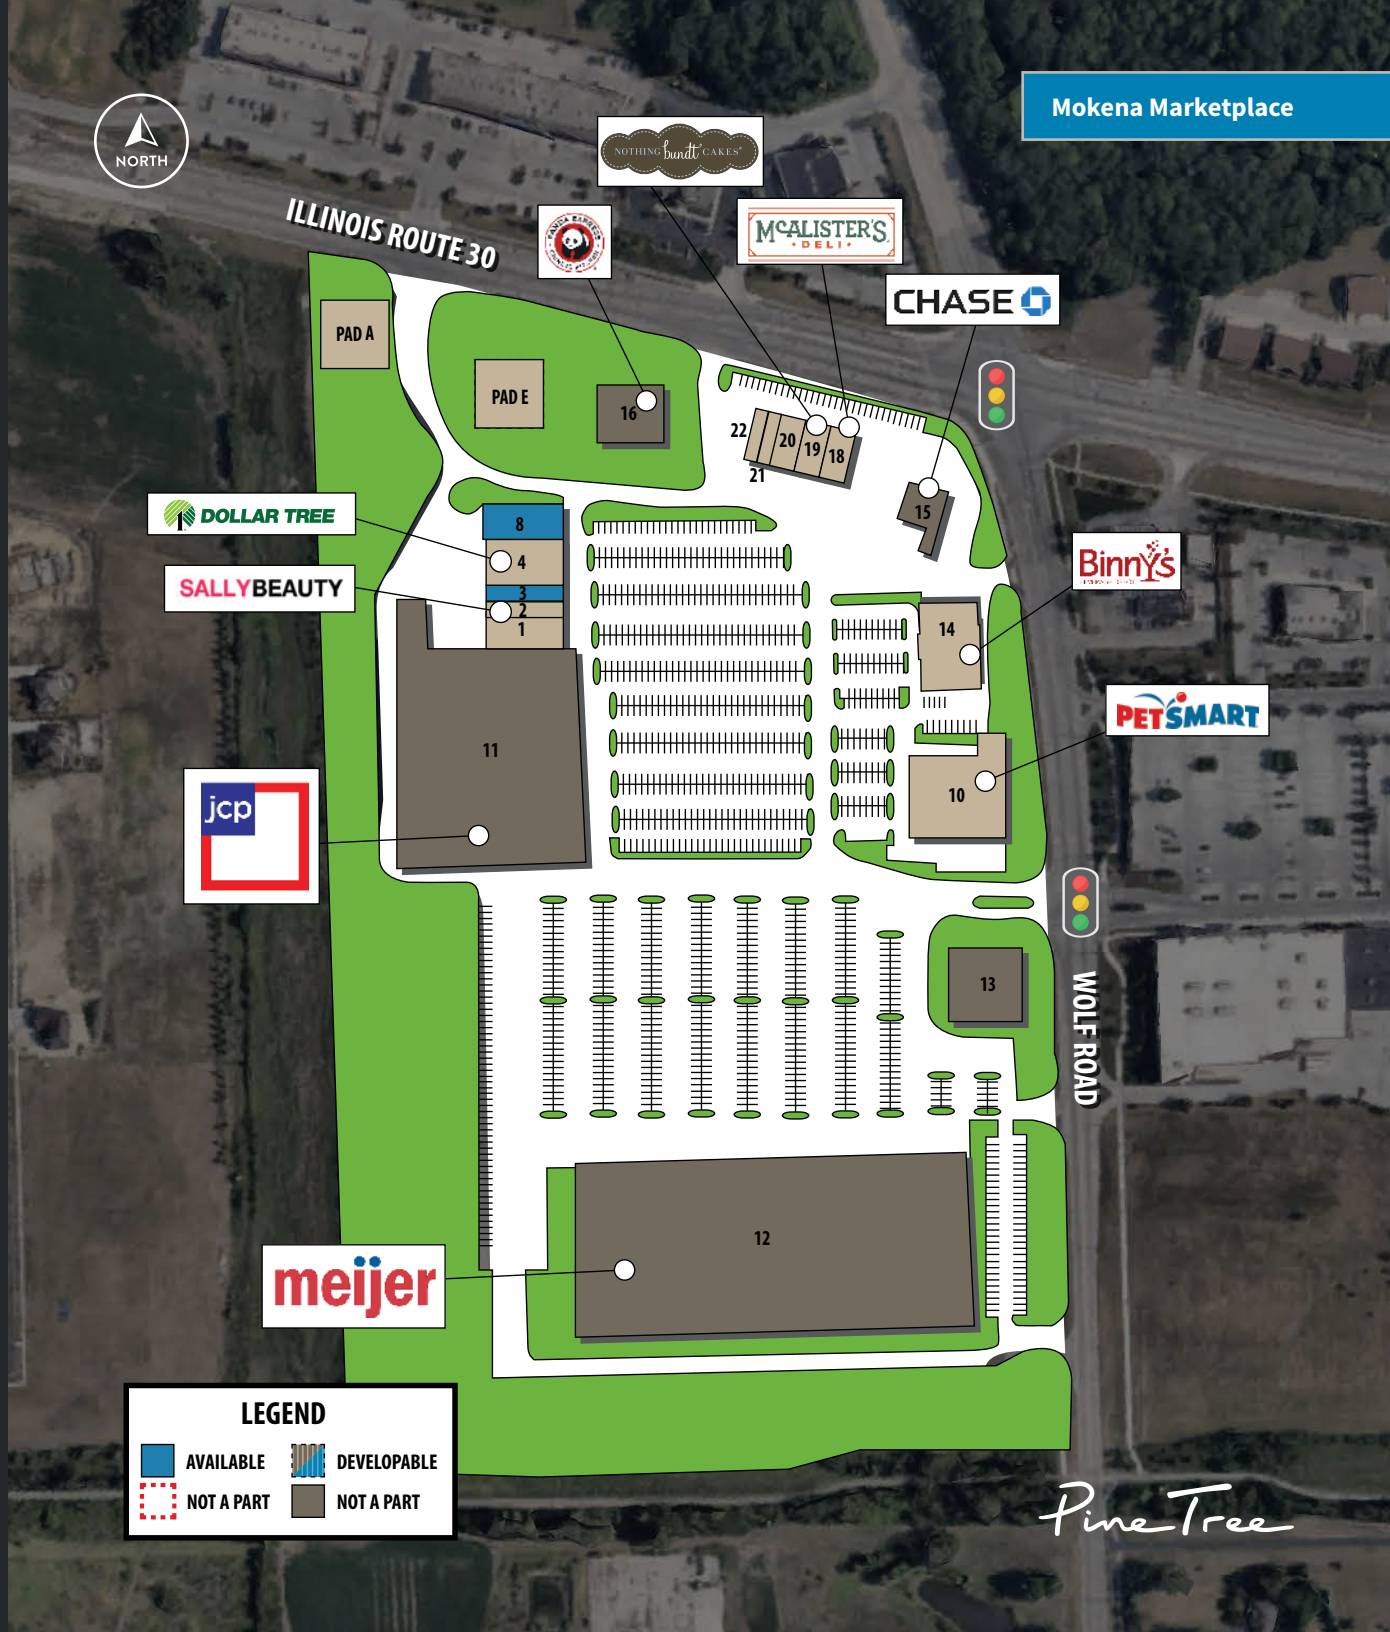 Mokena Marketplace
NORTH
ILLINOIS ROUTE 30
NOTHING bundt CAKES
PANDA EXPRESS
McALISTER'S
DELI
CHASE
PAD A
PAD E
16
22
20
19
18
21
15
DOLLAR TREE
8
4
SALLYBEAUTY
3
2
1
Binny's
14
PETSMART
11
10
jcp
13
WOLF ROAD
12
meijer
LEGEND
AVAILABLE
DEVELOPABLE
NOT A PART
NOT A PART
PineTree